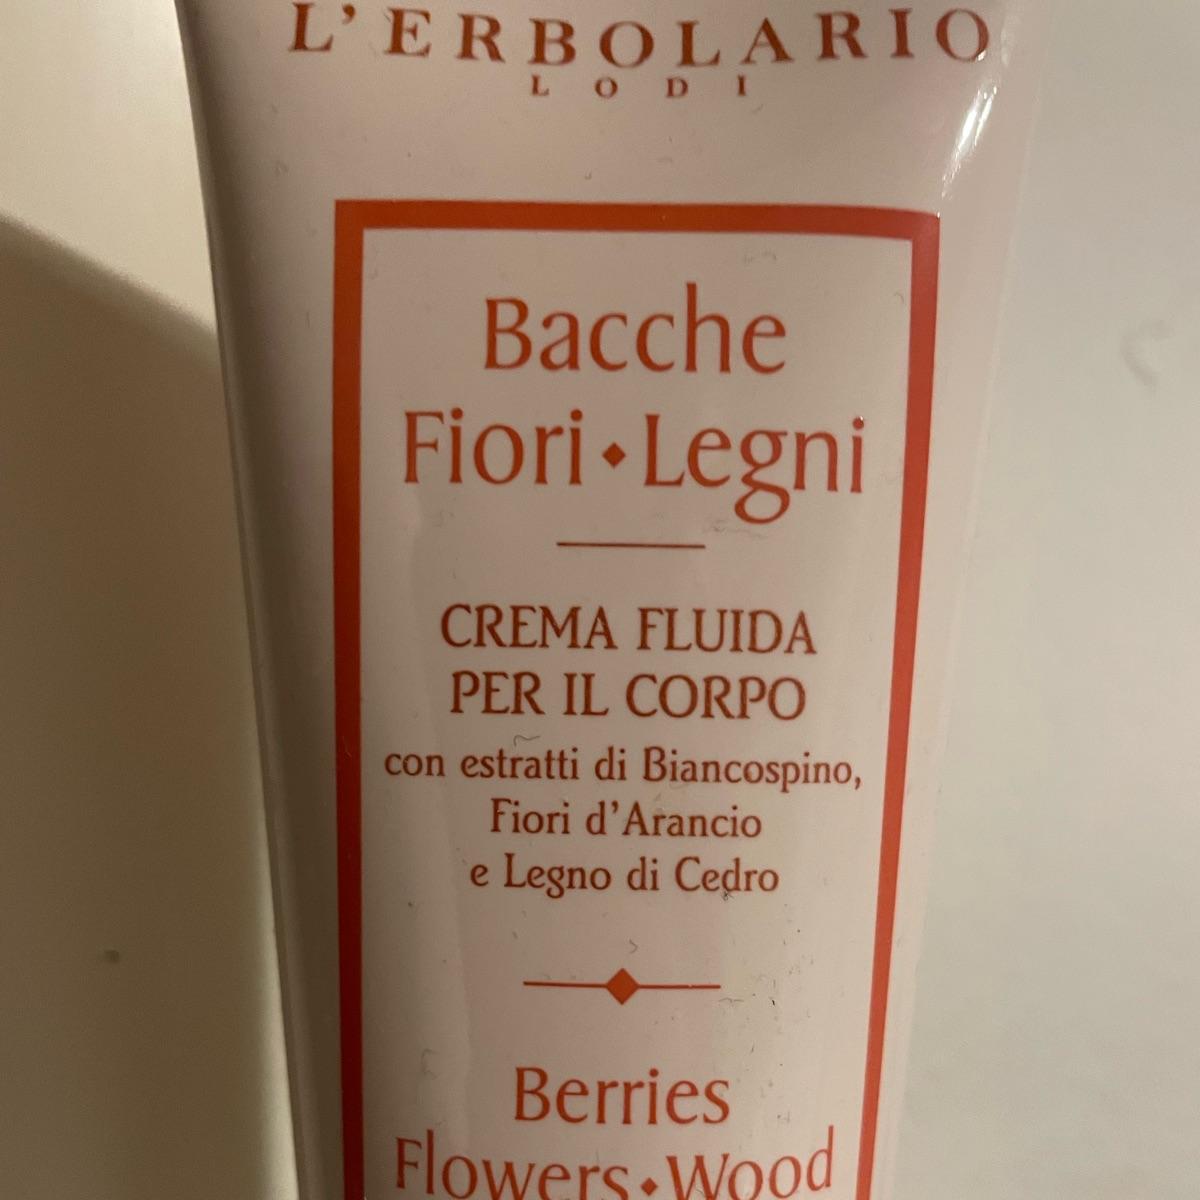 L'ERBOLARIO
LODI
Bacche
Fiori • Legni
CREMA FLUIDA
PER IL CORPO
con estratti di Biancospino,
Fiori d'Arancio
e Legno di Cedro
Berries
Flowers • Wood